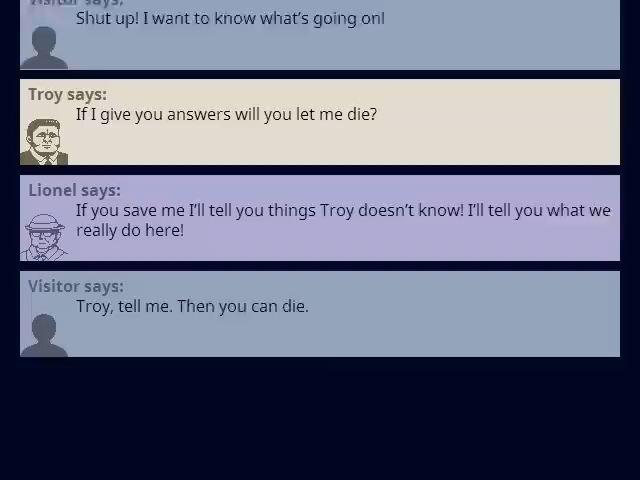 Visitor says:
Shut up! I want to know what's going on!
Troy says:
If I give you answers will you let me die?
Lionel says:
If you save me I'll tell you things Troy doesn't know! I'll tell you what we
really do here!
Visitor says:
Troy, tell me. Then you can die.